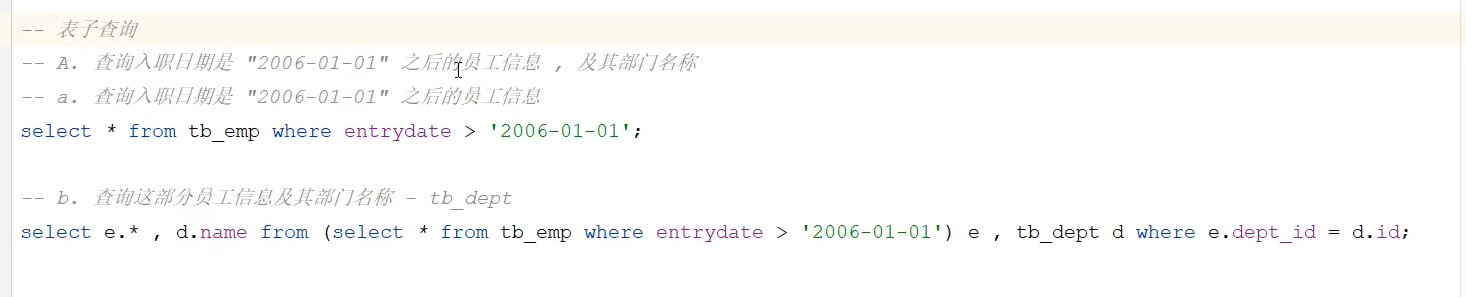 -- 表子查询
-- A. 查询入职日期是 "2006-01-01" 之后的员工信息 , 及其部门名称
-- a. 查询入职日期是 "2006-01-01" 之后的员工信息
select * from tb_emp where entrydate > '2006-01-01';
-- b. 查询这部分员工信息及其部门名称 - tb_dept
select e.* , d.name from (select * from tb_emp where entrydate > '2006-01-01') e , tb_dept d where e.dept_id = d.id;